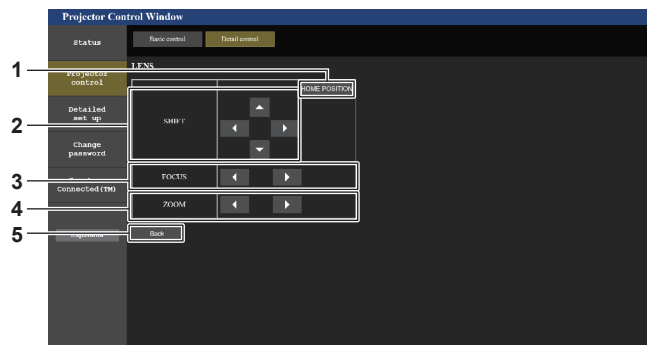 Projector Control Window
Status
Basic control
Detail control
1
LENS
Projector
control
HOME POSITION
2
SHIFT
Detailed
set up
Change
password
3
FOCUS
Connected(TM)
4
ZOOM
5
Back